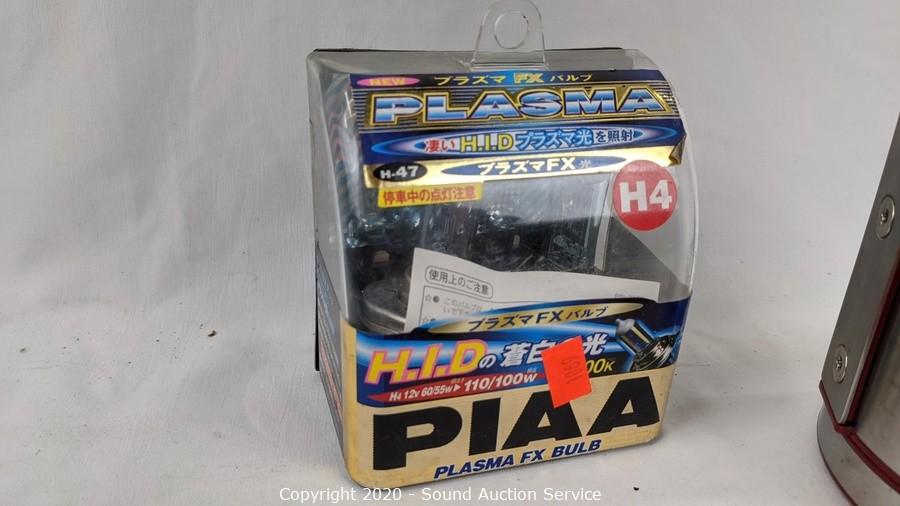 NEW プラズマ FX バルブ
PLASMA
凄い H.I.D プラズマ光を照射
H-47 プラズマFX光
停車中の点灯注意
H4
使用上のご注意
プラズマFXバルブ
H.I.Dの蒼白 光
00K
H4 12V 60/55W▶110/100W
PIAA
PLASMA FX BULB
Copyright 2020 - Sound Auction Service